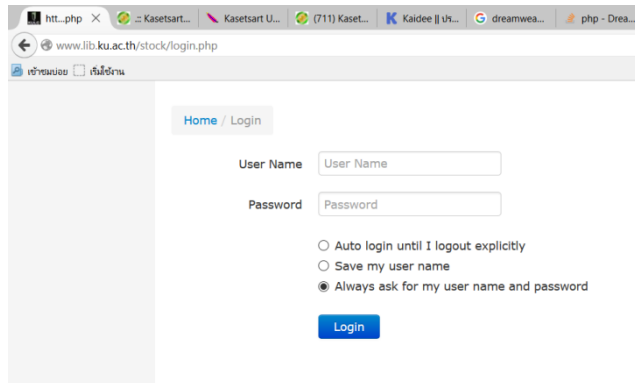 htt...php
.:: Kasetsart...
Kasetsart U...
(711) Kaset...
Kaidee || ประ...
dreamwea...
php - Drea...
www.lib.ku.ac.th/stock/login.php
เข้าชมบ่อย
เริ่มใช้งาน
Home / Login
User Name
User Name
Password
Password
Auto login until I logout explicitly
Save my user name
Always ask for my user name and password
Login